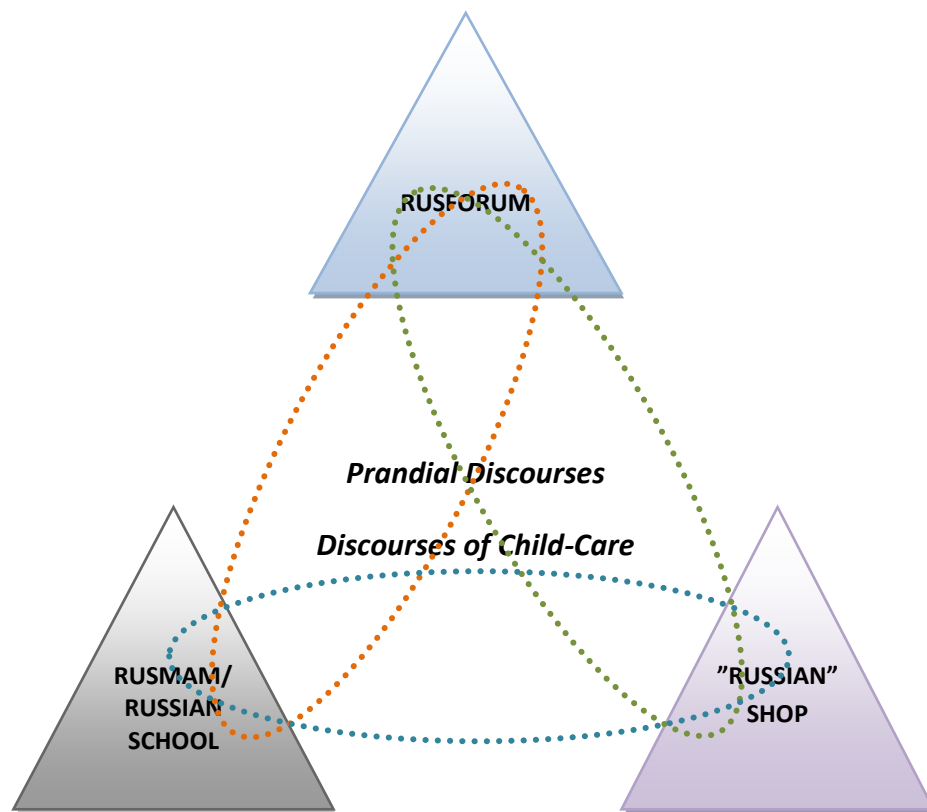 RUSFORUM
Prandial Discourses
Discourses of Child-Care
RUSMAM/
RUSSIAN
SCHOOL
”RUSSIAN”
SHOP